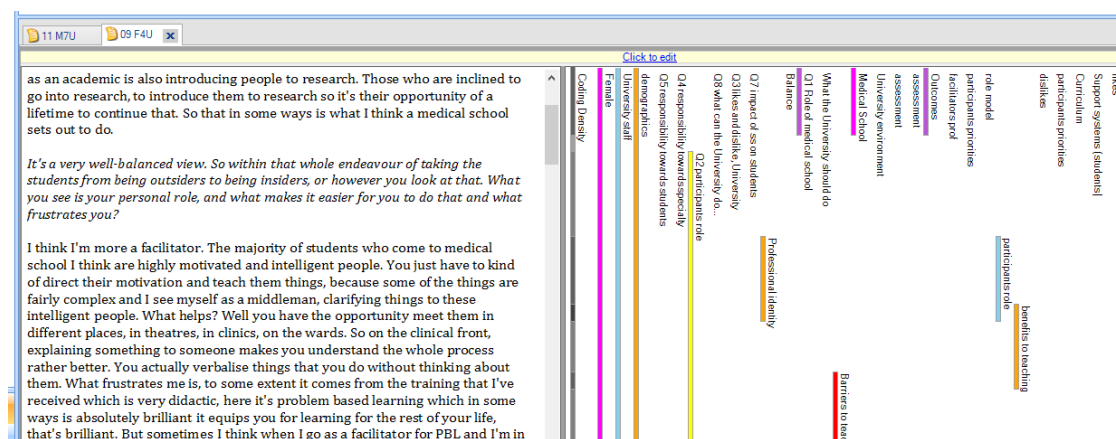 11 M7U
09 F4U
Click to edit
as an academic is also introducing people to research. Those who are inclined to
go into research, to introduce them to research so it's their opportunity of a
lifetime to continue that. So that in some ways is what I think a medical school
sets out to do.
It's a very well-balanced view. So within that whole endeavour of taking the
students from being outsiders to being insiders, or however you look at that. What
you see is your personal role, and what makes it easier for you to do that and what
frustrates you?
I think I'm more a facilitator. The majority of students who come to medical
school I think are highly motivated and intelligent people. You just have to kind
of direct their motivation and teach them things, because some of the things are
fairly complex and I see myself as a middleman, clarifying things to these
intelligent people. What helps? Well you have the opportunity meet them in
different places, in theatres, in clinics, on the wards. So on the clinical front,
explaining something to someone makes you understand the whole process
rather better. You actually verbalise things that you do without thinking about
them. What frustrates me is, to some extent it comes from the training that I've
received which is very didactic, here it's problem based learning which in some
ways is absolutely brilliant it equips you for learning for the rest of your life,
that's brilliant. But sometimes I think when I go as a facilitator for PBL and I'm in
Coding Density
Female
University staff
demographics
Q5 responsibility towards students
Q4 responsibility towards specialty
Q2 participants role
Q8 what can the University do...
Q3 likes and dislike, University
Q7 impact of ss on students
Professional identity
Balance
Q1 Role of medical school
What the University should do
Barriers to tea
Medical School
University environment
assessment
assessment
Outcomes
facilitators prof
participants priorities
role model
participants role
benefits to teaching
dislikes
participants priorities
Curriculum
Support systems (students)
likes